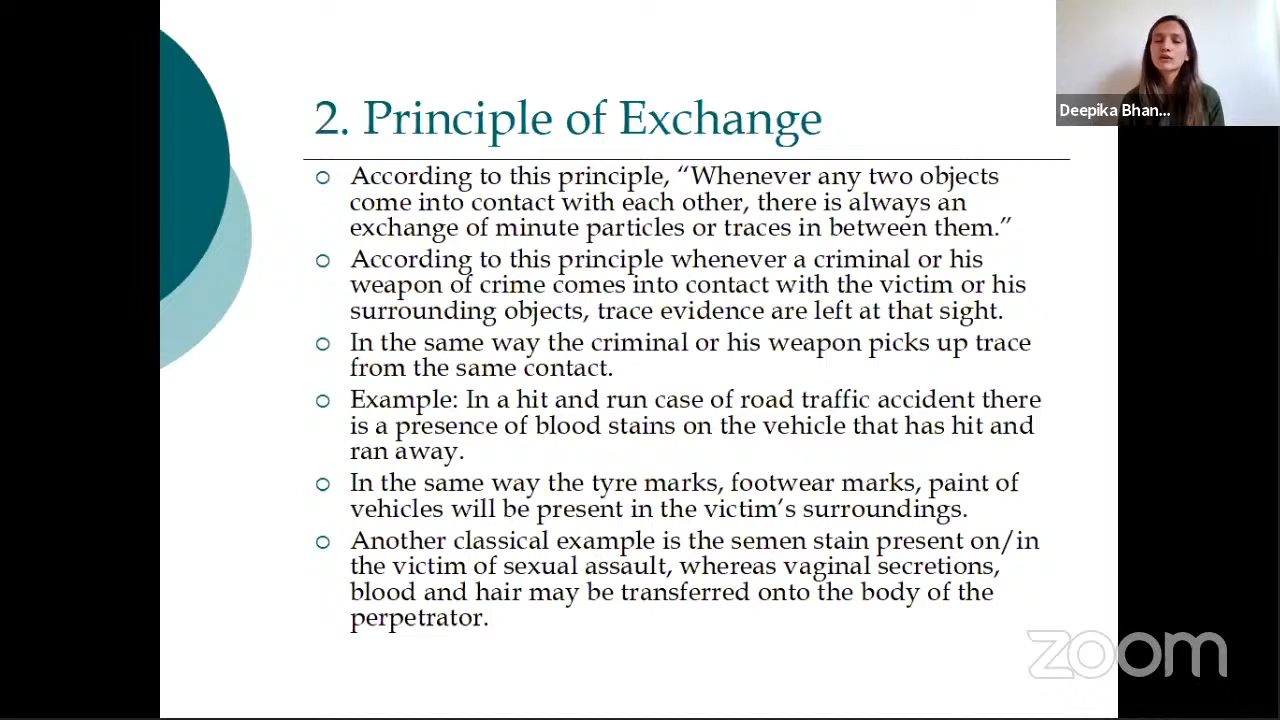 2. Principle of Exchange
According to this principle, “Whenever any two objects
come into contact with each other, there is always an
exchange of minute particles or traces in between them.”
According to this principle whenever a criminal or his
weapon of crime comes into contact with the victim or his
surrounding objects, trace evidence are left at that sight.
In the same way the criminal or his weapon picks up trace
from the same contact.
Example: In a hit and run case of road traffic accident there
is a presence of blood stains on the vehicle that has hit and
ran away.
In the same way the tyre marks, footwear marks, paint of
vehicles will be present in the victim’s surroundings.
Another classical example is the semen stain present on/in
the victim of sexual assault, whereas vaginal secretions,
blood and hair may be transferred onto the body of the
perpetrator.
Deepika Bhan...
zoom